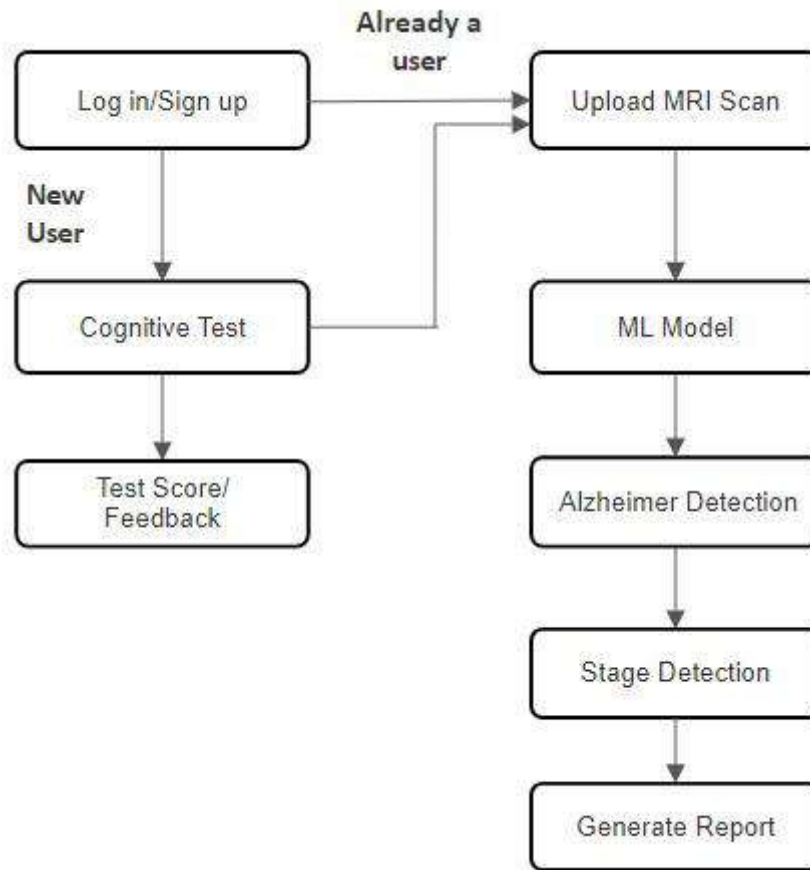 Already a
user
Log in/Sign up
Upload MRI Scan
New
User
Cognitive Test
ML Model
Test Score/
Feedback
Alzheimer Detection
Stage Detection
Generate Report